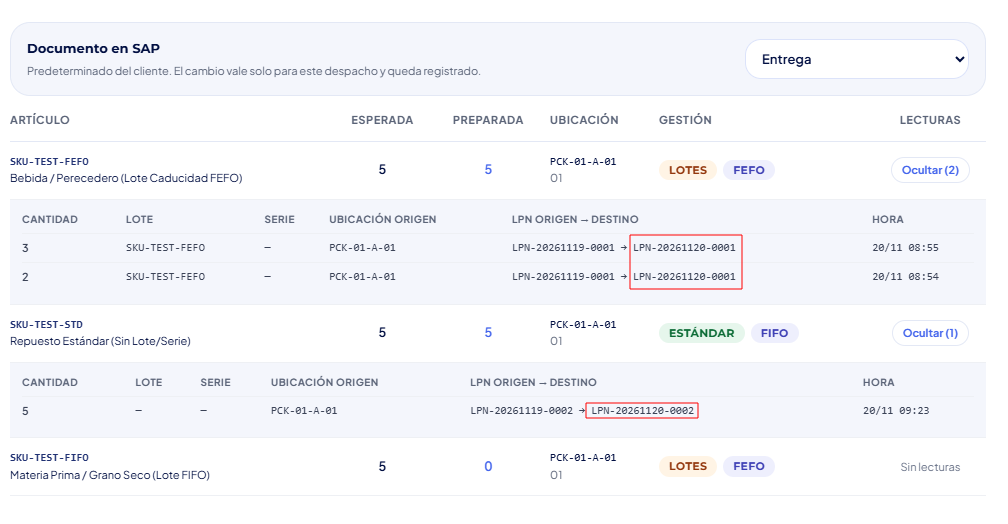 Documento en SAP
Predeterminado del cliente. El cambio vale solo para este despacho y queda registrado.
Entrega
ARTÍCULO ESPERADA PREPARADA UBICACIÓN GESTIÓN LECTURAS
SKU-TEST-FEFO
Bebida / Perecedero (Lote Caducidad FEFO) 5 5 PCK-01-A-01 01 LOTES FEFO Ocultar (2)
CANTIDAD LOTE SERIE UBICACIÓN ORIGEN LPN ORIGEN → DESTINO HORA
3 SKU-TEST-FEFO — PCK-01-A-01 LPN-20261119-0001 → LPN-20261120-0001 20/11 08:55
2 SKU-TEST-FEFO — PCK-01-A-01 LPN-20261119-0001 → LPN-20261120-0001 20/11 08:54
SKU-TEST-STD
Repuesto Estándar (Sin Lote/Serie) 5 5 PCK-01-A-01 01 ESTÁNDAR FIFO Ocultar (1)
CANTIDAD LOTE SERIE UBICACIÓN ORIGEN LPN ORIGEN → DESTINO HORA
5 — — PCK-01-A-01 LPN-20261119-0002 → LPN-20261120-0002 20/11 09:23
SKU-TEST-FIFO
Materia Prima / Grano Seco (Lote FIFO) 5 0 PCK-01-A-01 01 LOTES FEFO Sin lecturas